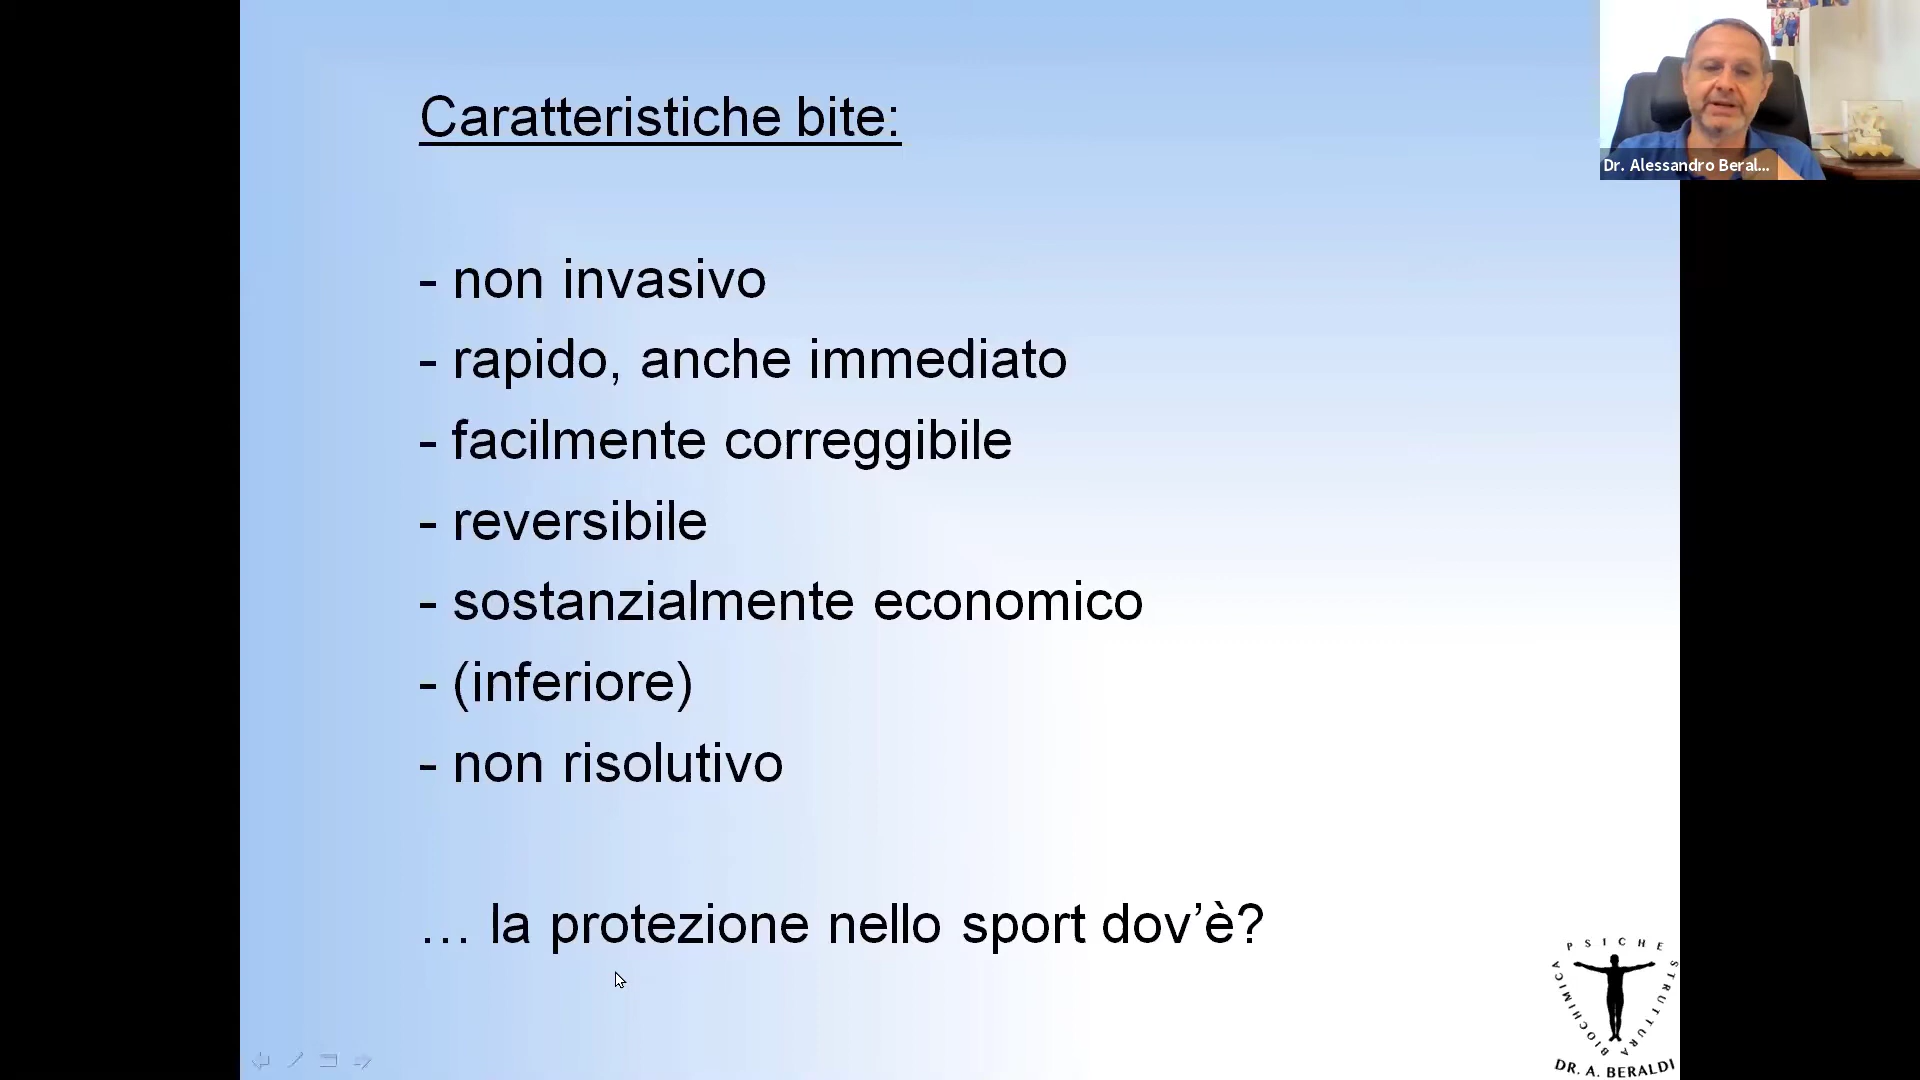 Caratteristiche bite:
- non invasivo
- rapido, anche immediato
- facilmente correggibile
- reversibile
- sostanzialmente economico
- (inferiore)
- non risolutivo
… la protezione nello sport dov’è?
Dr. Alessandro Beral...
PSICHE
STRUTTURA
BIOCHIMICA
DR. A. BERALDI